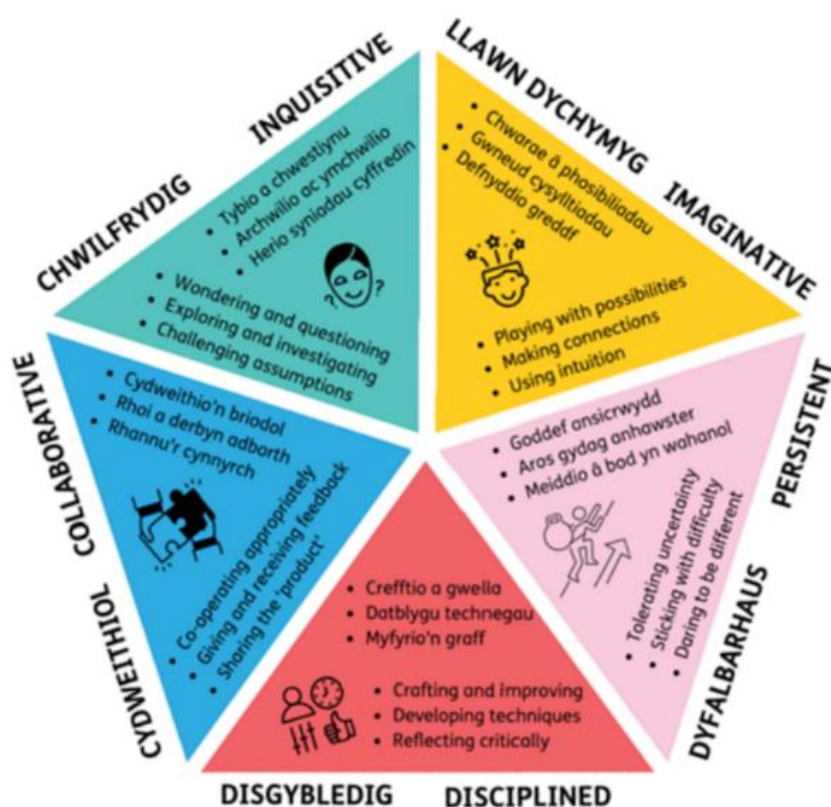 CHWILFRYDIG INQUISITIVE
• Tybio a chwestiynu
• Archwilio ac ymchwilio
• Herio syniadau cyffredin
? ?
• Wondering and questioning
• Exploring and investigating
• Challenging assumptions
LLAWN DYCHYMYG IMAGINATIVE
• Chwarae â phosibiliadau
• Gwneud cysylltiadau
• Defnyddio greddf
• Playing with possibilities
• Making connections
• Using intuition
PERSISTENT
DYFALBARHAUS
• Goddef ansicrwydd
• Aros gydag anhawster
• Meiddio â bod yn wahanol
• Tolerating uncertainty
• Sticking with difficulty
• Daring to be different
DISGYBLEDIG DISCIPLINED
• Crefftio a gwella
• Datblygu technegau
• Myfyrio'n graff
• Crafting and improving
• Developing techniques
• Reflecting critically
CYDWEITHIOL COLLABORATIVE
• Cydweithio'n briodol
• Rhoi a derbyn adborth
• Rhannu'r cynnyrch
• Co-operating appropriately
• Giving and receiving feedback
• Sharing the 'product'